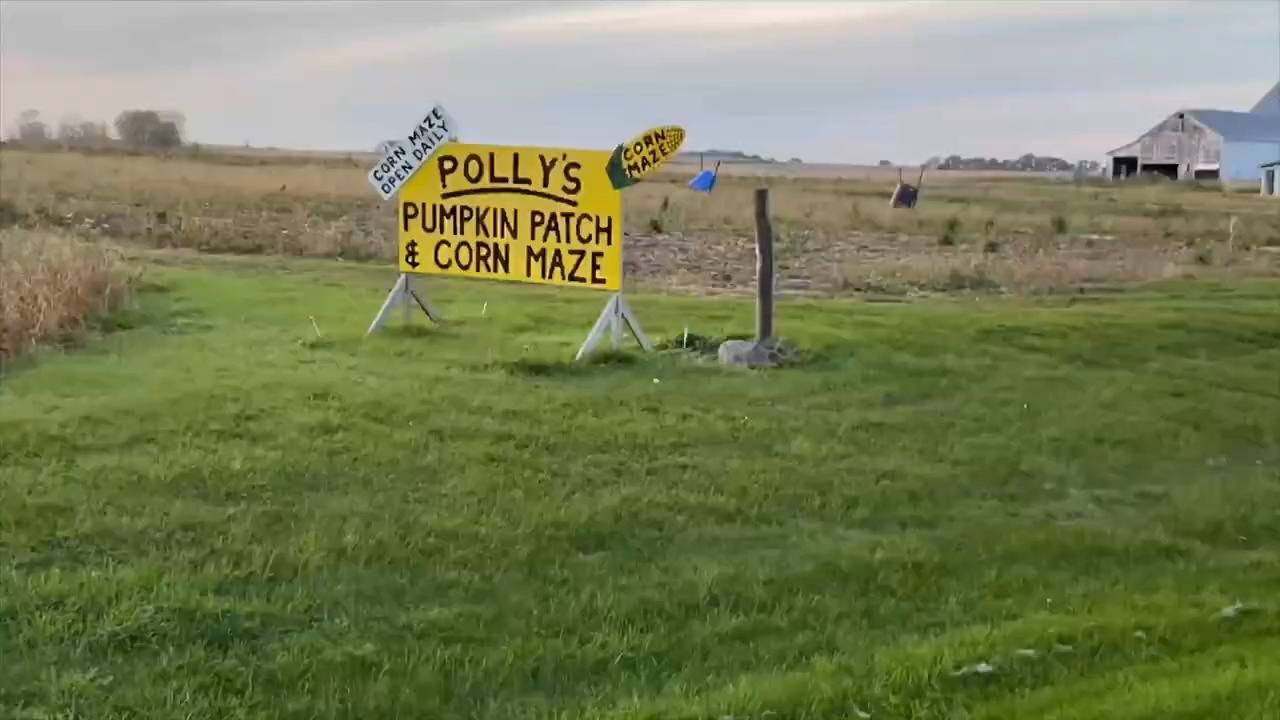 CORN MAZE
OPEN DAILY
POLLY'S
PUMPKIN PATCH
& CORN MAZE
CORN
MAZE